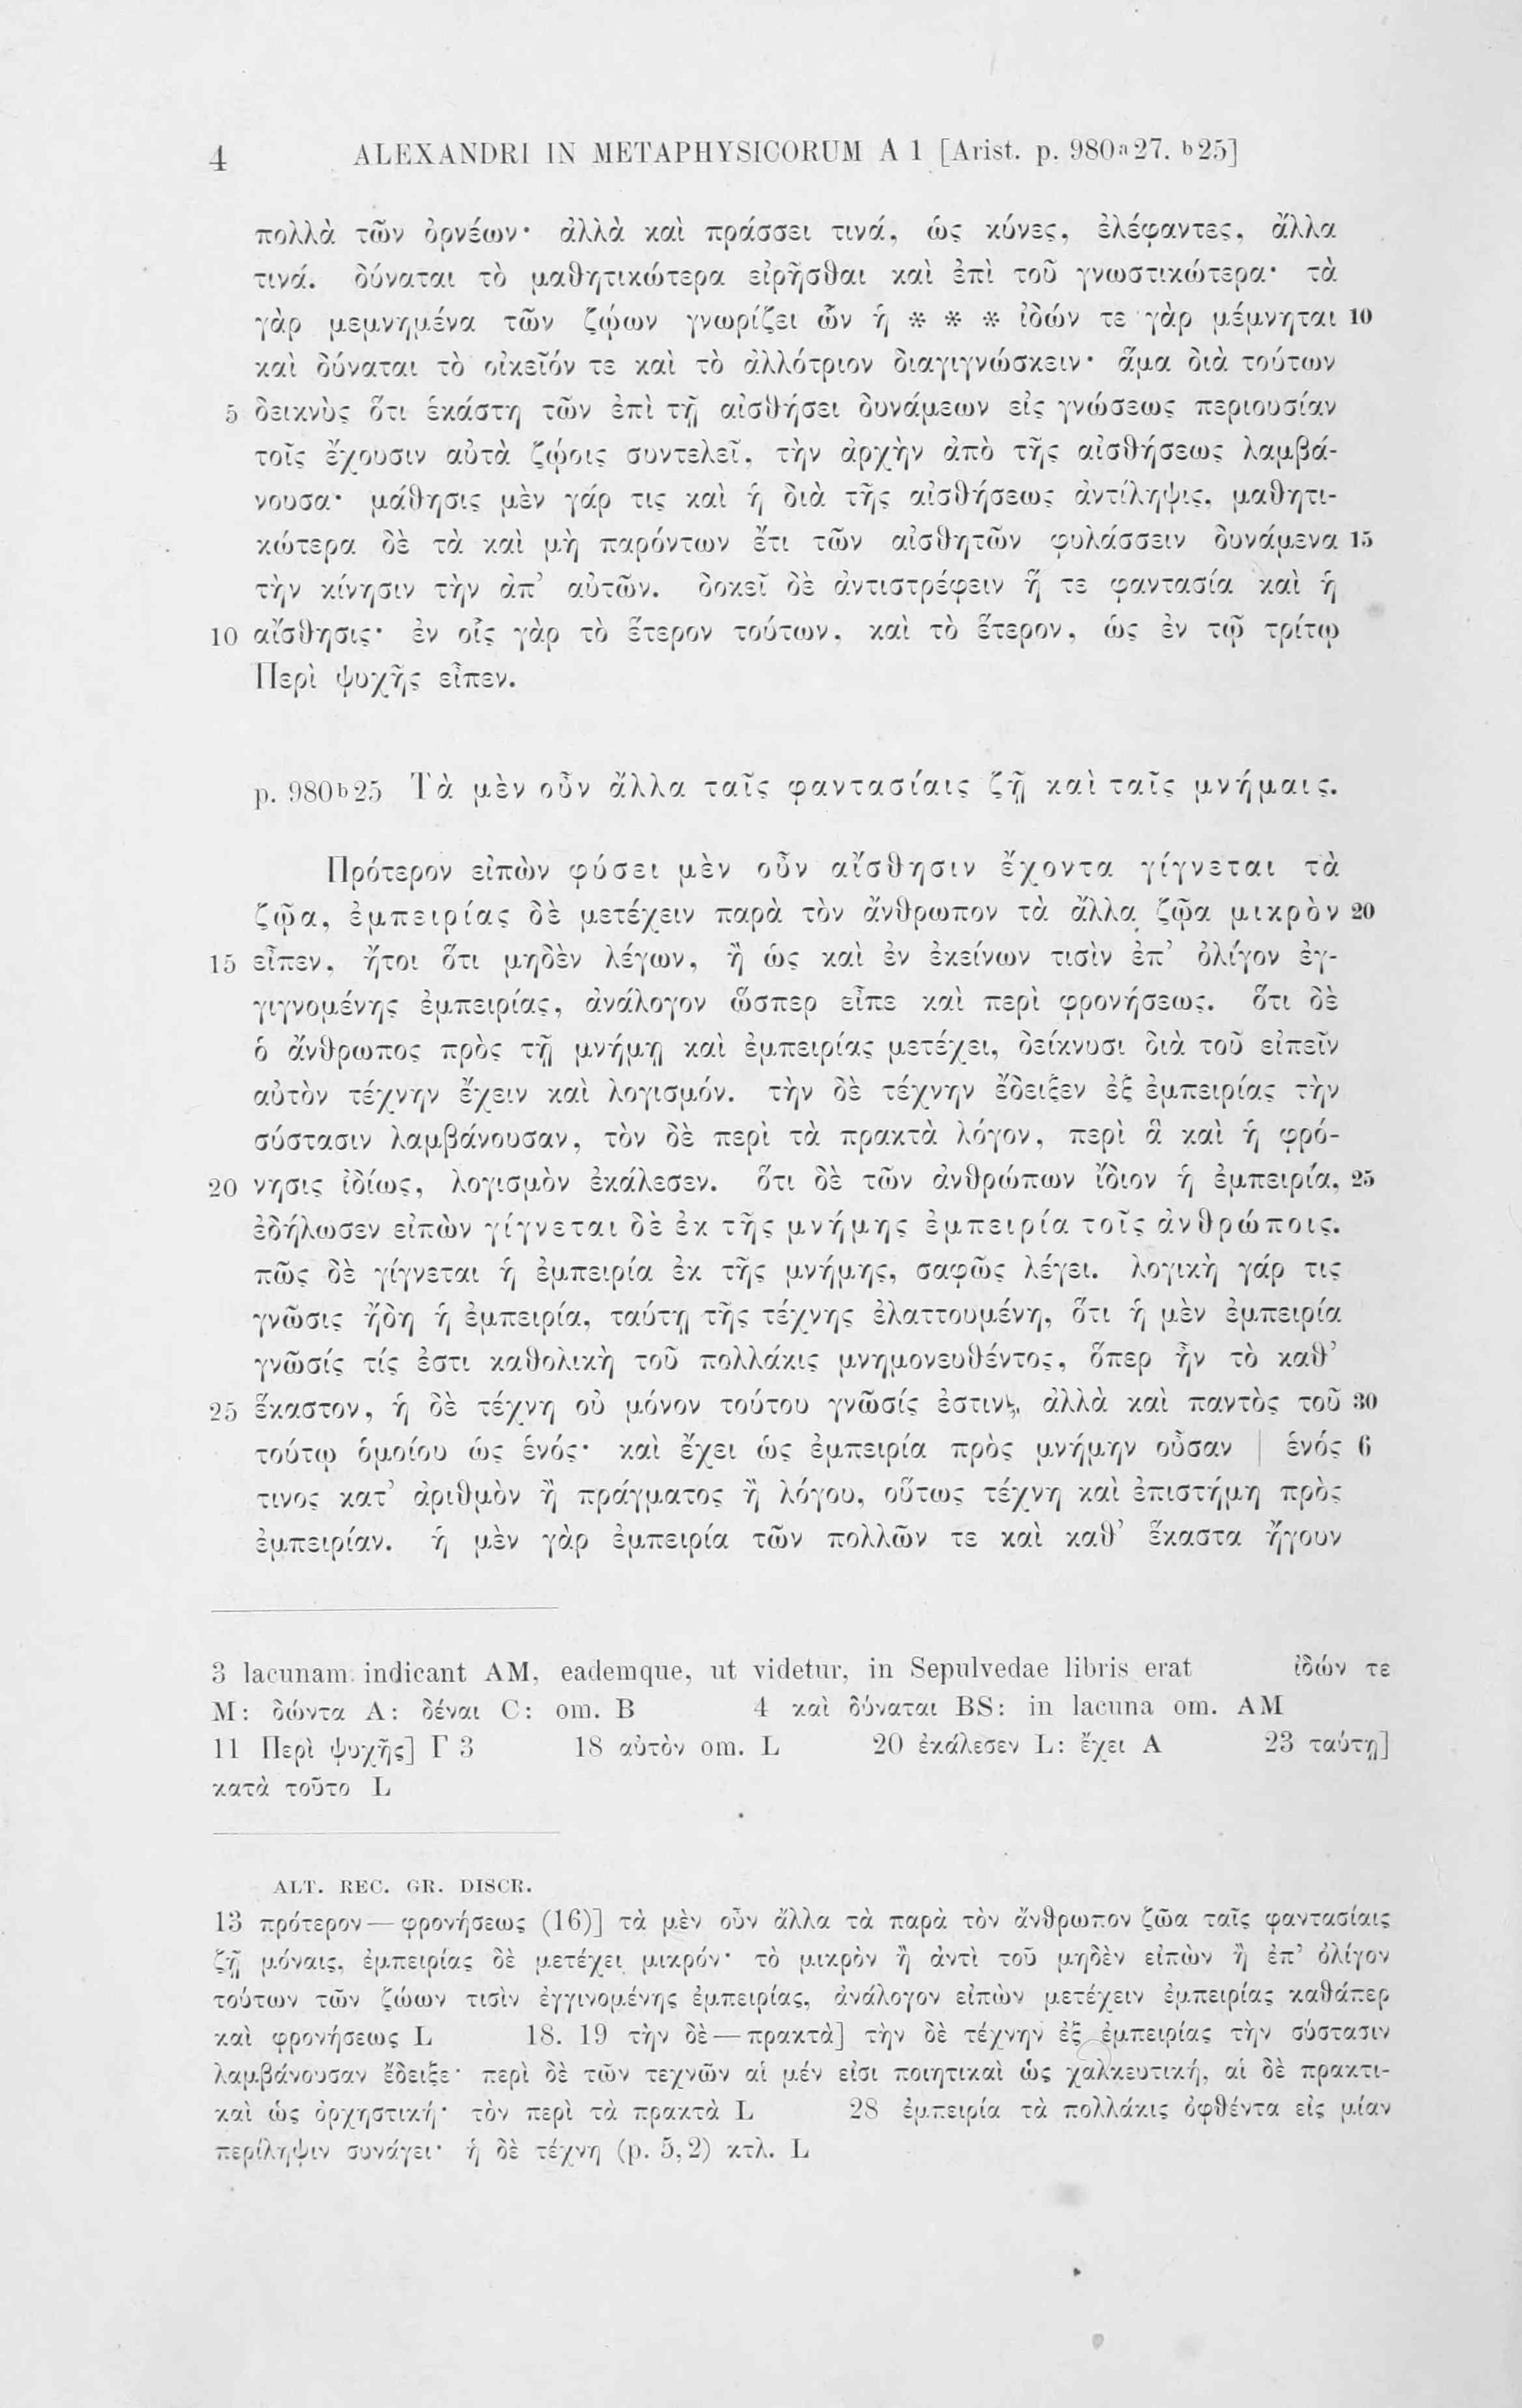 4 ALEXANDRI IN METAPHYSICORUM A 1 [Arist. p. 980ᵃ27. ᵇ25]
πολλὰ τῶν ὀρνέων· ἀλλὰ καὶ πράσσει τινά, ὡς κύνες, ἐλέφαντες, ἄλλα
τινά. δύναται τὸ μαθητικώτερα εἰρῆσθαι καὶ ἐπὶ τοῦ γνωστικώτερα· τὰ
γὰρ μεμνημένα τῶν ζῴων γνωρίζει ὧν ἡ * * * ἰδών τε γὰρ μέμνηται 10
καὶ δύναται τὸ οἰκεῖόν τε καὶ τὸ ἀλλότριον διαγιγνώσκειν· ἅμα διὰ τούτων
5 δεικνὺς ὅτι ἑκάστη τῶν ἐπὶ τῇ αἰσθήσει δυνάμεων εἰς γνώσεως περιουσίαν
τοῖς ἔχουσιν αὐτὰ ζῴοις συντελεῖ, τὴν ἀρχὴν ἀπὸ τῆς αἰσθήσεως λαμβά-
νουσα· μάθησις μὲν γάρ τις καὶ ἡ διὰ τῆς αἰσθήσεως ἀντίληψις, μαθητι-
κώτερα δὲ τὰ καὶ μὴ παρόντων ἔτι τῶν αἰσθητῶν φυλάσσειν δυνάμενα 15
τὴν κίνησιν τὴν ἀπ’ αὐτῶν. δοκεῖ δὲ ἀντιστρέφειν ἥ τε φαντασία καὶ ἡ
10 αἴσθησις· ἐν οἷς γὰρ τὸ ἕτερον τούτων, καὶ τὸ ἕτερον, ὡς ἐν τῷ τρίτῳ
Περὶ ψυχῆς εἶπεν.
p. 980ᵇ25 Τὰ μὲν οὖν ἄλλα ταῖς φαντασίαις ζῇ καὶ ταῖς μνήμαις.
Πρότερον εἰπὼν φύσει μὲν οὖν αἴσθησιν ἔχοντα γίγνεται τὰ
ζῷα, ἐμπειρίας δὲ μετέχειν παρὰ τὸν ἄνθρωπον τὰ ἄλλα ζῷα μικρὸν 20
15 εἶπεν, ἤτοι ὅτι μηδὲν λέγων, ἢ ὡς καὶ ἐν ἐκείνων τισὶν ἐπ’ ὀλίγον ἐγ-
γιγνομένης ἐμπειρίας, ἀνάλογον ὥσπερ εἶπε καὶ περὶ φρονήσεως. ὅτι δὲ
ὁ ἄνθρωπος πρὸς τῇ μνήμῃ καὶ ἐμπειρίας μετέχει, δείκνυσι διὰ τοῦ εἰπεῖν
αὐτὸν τέχνην ἔχειν καὶ λογισμόν. τὴν δὲ τέχνην ἔδειξεν ἐξ ἐμπειρίας τὴν
σύστασιν λαμβάνουσαν, τὸν δὲ περὶ τὰ πρακτὰ λόγον, περὶ ἃ καὶ ἡ φρό-
20 νησις ἰδίως, λογισμὸν ἐκάλεσεν. ὅτι δὲ τῶν ἀνθρώπων ἴδιον ἡ ἐμπειρία, 25
ἐδήλωσεν εἰπὼν γίγνεται δὲ ἐκ τῆς μνήμης ἐμπειρία τοῖς ἀνθρώποις.
πῶς δὲ γίγνεται ἡ ἐμπειρία ἐκ τῆς μνήμης, σαφῶς λέγει. λογικὴ γάρ τις
γνῶσις ἤδη ἡ ἐμπειρία, ταύτῃ τῆς τέχνης ἐλαττουμένη, ὅτι ἡ μὲν ἐμπειρία
γνῶσίς τίς ἐστι καθολικὴ τοῦ πολλάκις μνημονευθέντος, ὅπερ ἦν τὸ καθ’
25 ἕκαστον, ἡ δὲ τέχνη οὐ μόνον τούτου γνῶσίς ἐστιν, ἀλλὰ καὶ παντὸς τοῦ 30
τούτῳ ὁμοίου ὡς ἑνός· καὶ ἔχει ὡς ἐμπειρία πρὸς μνήμην οὖσαν | ἑνός 6
τινος κατ’ ἀριθμὸν ἢ πράγματος ἢ λόγου, οὕτως τέχνη καὶ ἐπιστήμη πρὸς
ἐμπειρίαν. ἡ μὲν γὰρ ἐμπειρία τῶν πολλῶν τε καὶ καθ’ ἕκαστα ἤγουν
3 lacunam indicant AM, eademque, ut videtur, in Sepulvedae libris erat ἰδών τε
M: δώντα A: δέναι C: om. B 4 καὶ δύναται BS: in lacuna om. AM
11 Περὶ ψυχῆς] Γ 3 18 αὐτὸν om. L 20 ἐκάλεσεν L: ἔχει A 23 ταύτῃ]
κατὰ τοῦτο L
ALT. REC. GR. DISCR.
13 πρότερον — φρονήσεως (16)] τὰ μὲν οὖν ἄλλα τὰ παρὰ τὸν ἄνθρωπον ζῶα ταῖς φαντασίαις
ζῇ μόναις, ἐμπειρίας δὲ μετέχει μικρόν· τὸ μικρὸν ἢ ἀντὶ τοῦ μηδὲν εἰπὼν ἢ ἐπ’ ὀλίγον
τούτων τῶν ζώων τισὶν ἐγγινομένης ἐμπειρίας, ἀνάλογον εἰπὼν μετέχειν ἐμπειρίας καθάπερ
καὶ φρονήσεως L 18. 19 τὴν δὲ — πρακτὰ] τὴν δὲ τέχνην ἐξ ἐμπειρίας τὴν σύστασιν
λαμβάνουσαν ἔδειξε· περὶ δὲ τῶν τεχνῶν αἱ μέν εἰσι ποιητικαὶ ὡς χαλκευτική, αἱ δὲ πρακτι-
καὶ ὡς ὀρχηστική· τὸν περὶ τὰ πρακτὰ L 28 ἐμπειρία τὰ πολλάκις ὀφθέντα εἰς μίαν
περίληψιν συνάγει· ἡ δὲ τέχνη (p. 5,2) κτλ. L